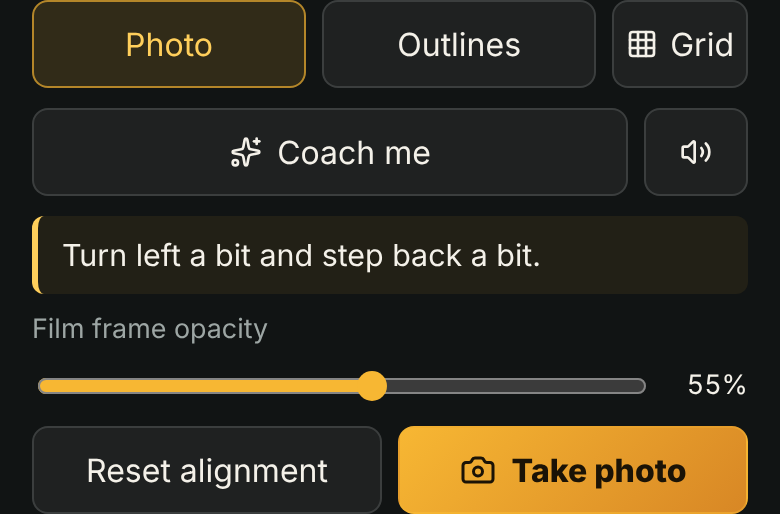 Photo
Outlines
Grid
Coach me
Turn left a bit and step back a bit.
Film frame opacity
55%
Reset alignment
Take photo